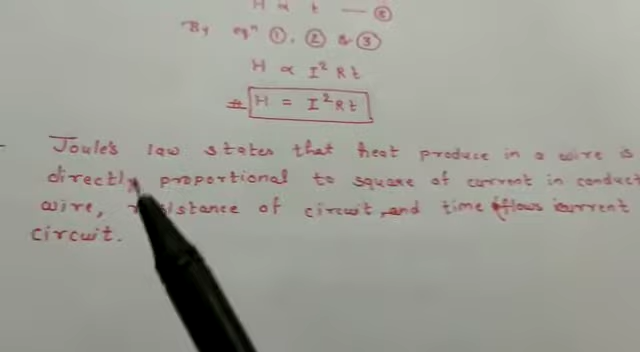 H ∝ t — ③
By eqn ①, ② & ③
H ∝ I²Rt
# H = I²Rt
Joule's law states that heat produce in a wire is
directly proportional to square of current in conduct
wire, resistance of circuit and time flows current
circuit.